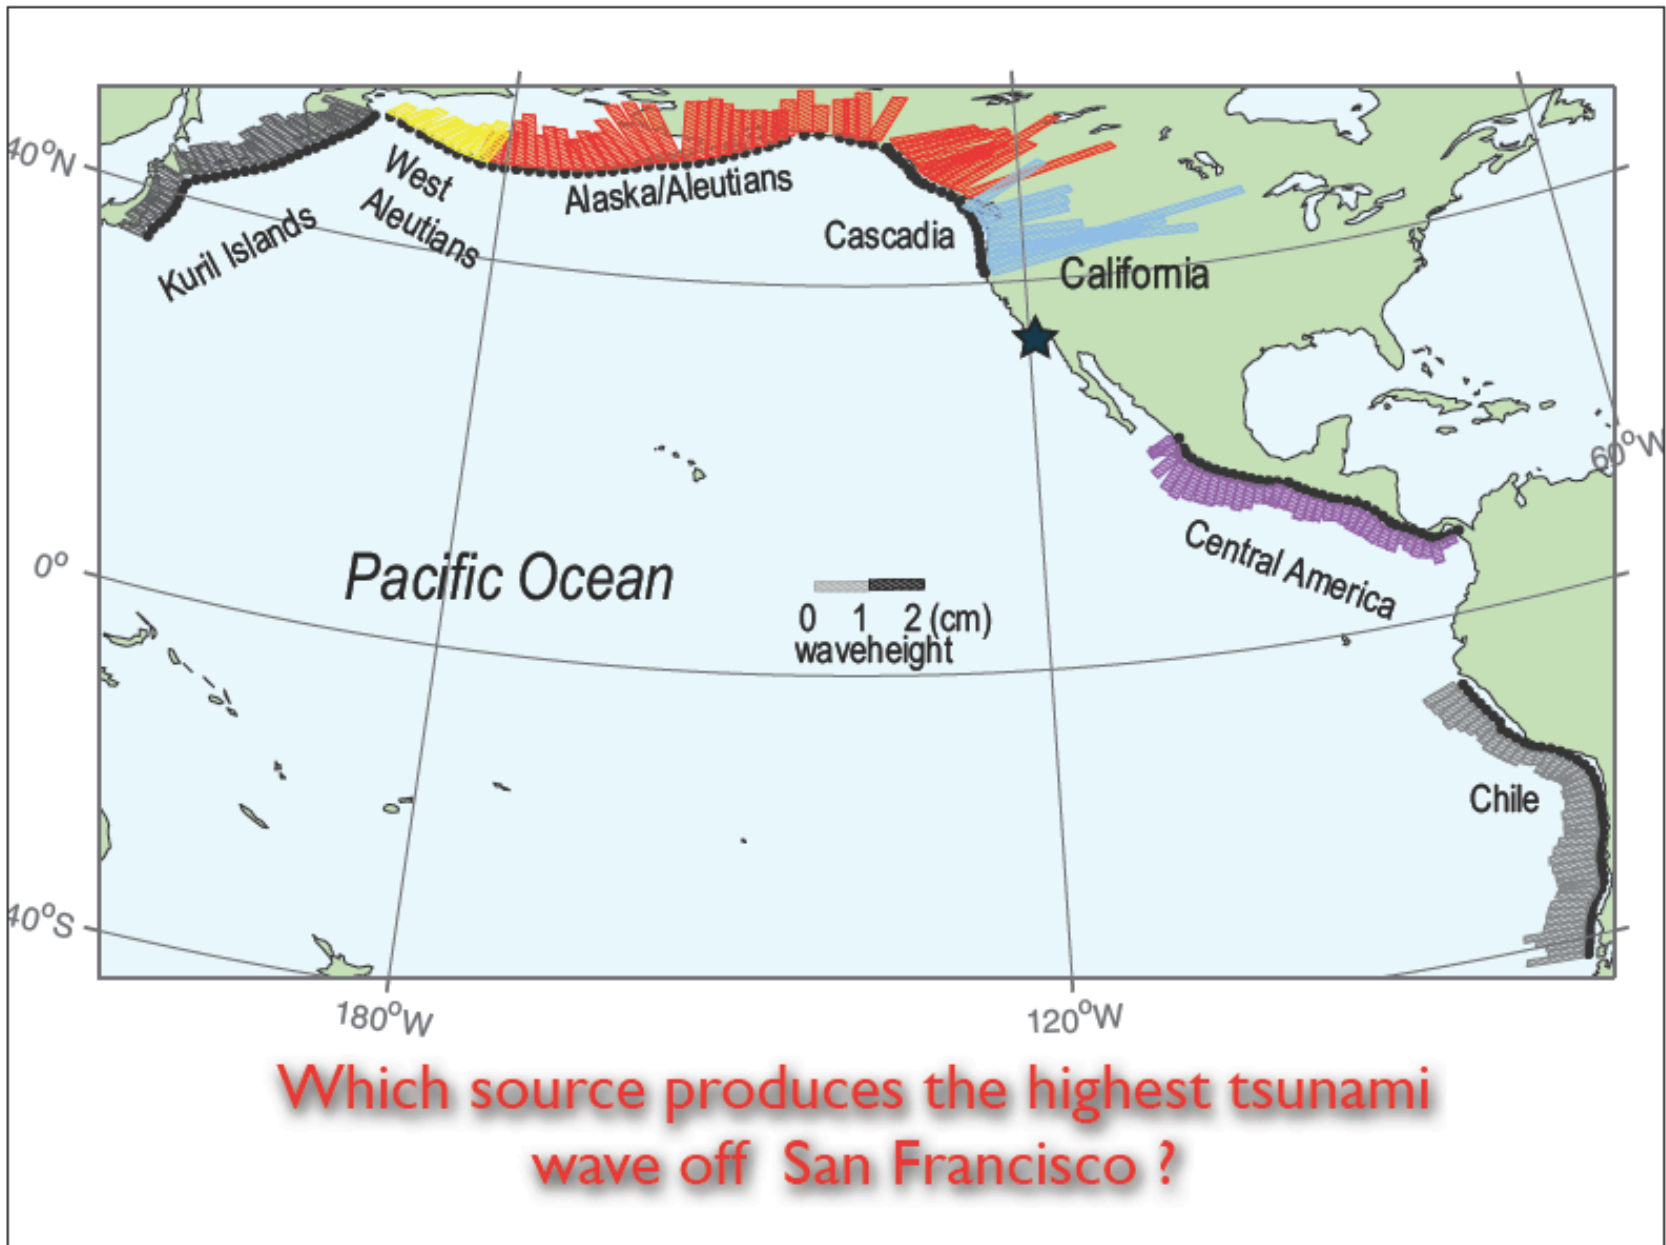 40°N
West
Aleutians
Kuril Islands
Alaska/Aleutians
Cascadia
California
60°W
Central America
0°
Pacific Ocean
0 1 2 (cm)
waveheight
Chile
40°S
180°W
120°W
Which source produces the highest tsunami
wave off San Francisco ?